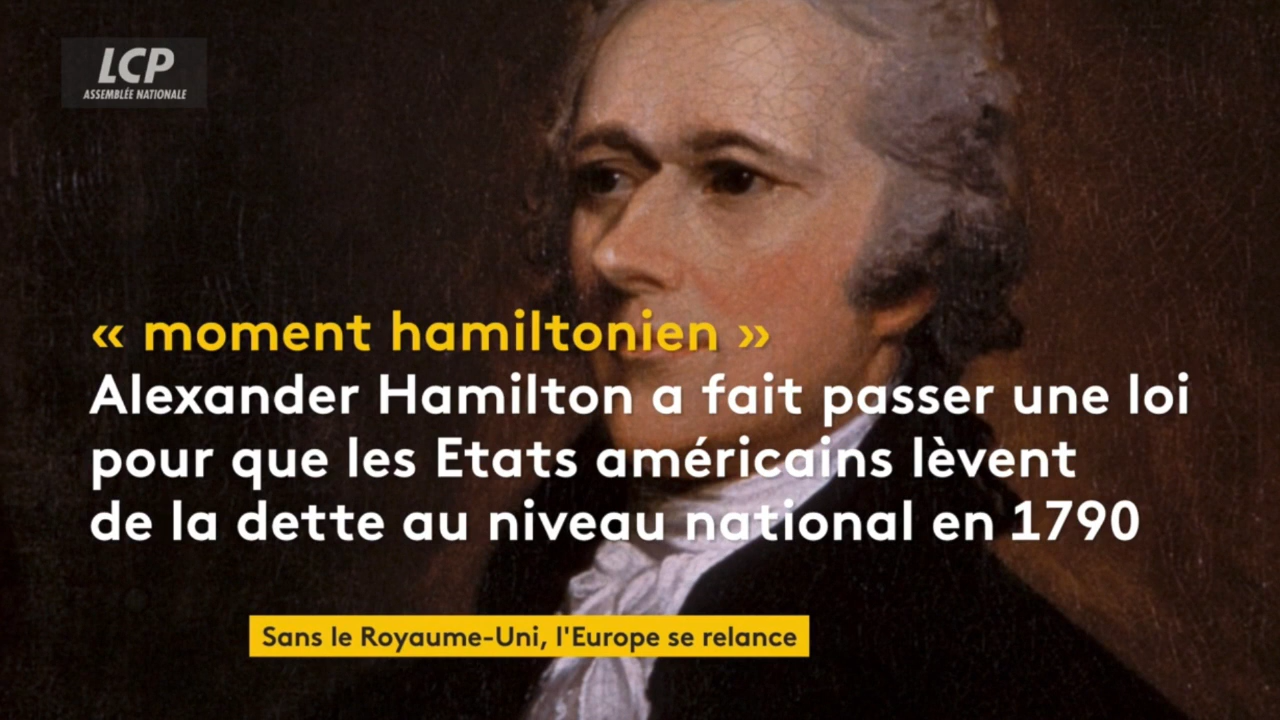 LCP
ASSEMBLÉE NATIONALE
« moment hamiltonien »
Alexander Hamilton a fait passer une loi
pour que les Etats américains lèvent
de la dette au niveau national en 1790
Sans le Royaume-Uni, l'Europe se relance